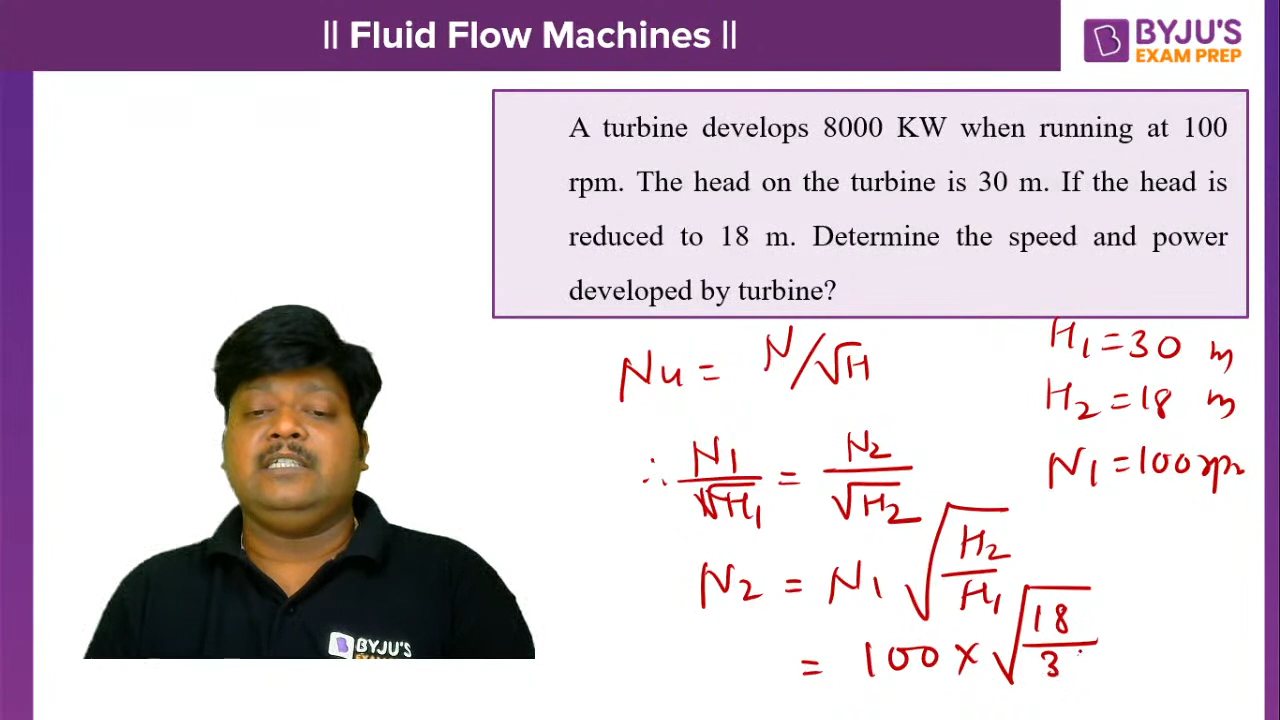 || Fluid Flow Machines ||
BYJU'S
EXAM PREP
A turbine develops 8000 KW when running at 100
rpm. The head on the turbine is 30 m. If the head is
reduced to 18 m. Determine the speed and power
developed by turbine?
H1 = 30 m
H2 = 18 m
N1 = 100 rpm
Nu = N/√H
∴ N1/√H1 = N2/√H2
N2 = N1 √(H2/H1)
= 100 × √(18/3
BYJU'S